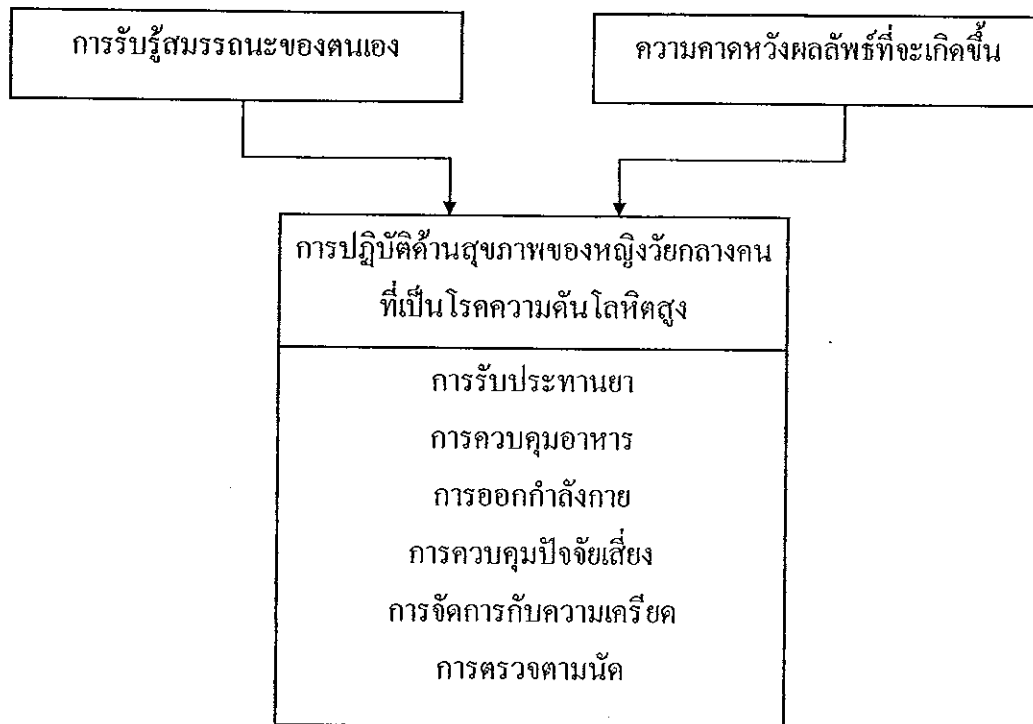 การรับรู้สมรรถนะของตนเอง
ความคาดหวังผลลัพธ์ที่จะเกิดขึ้น
การปฏิบัติด้านสุขภาพของหญิงวัยกลางคน
ที่เป็นโรคความดันโลหิตสูง
การรับประทานยา
การควบคุมอาหาร
การออกกำลังกาย
การควบคุมปัจจัยเสี่ยง
การจัดการกับความเครียด
การตรวจตามนัด